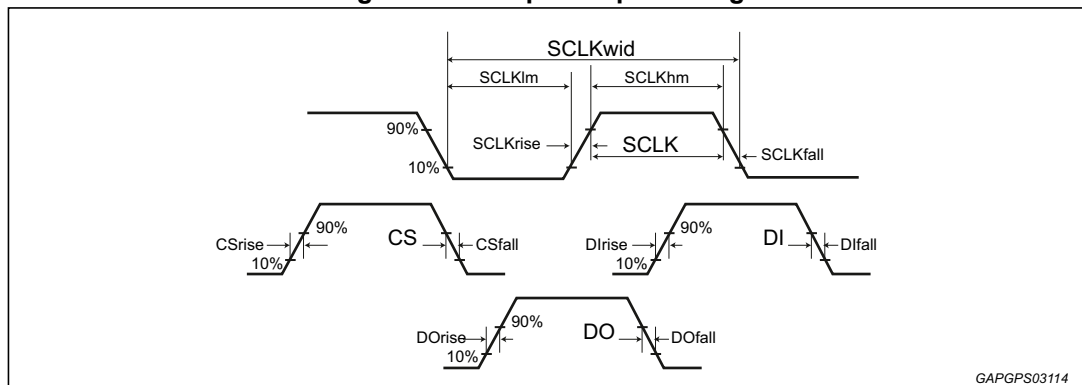 SCLKwid
SCLKlm
SCLKhm
90%
SCLKrise
SCLK
SCLKfall
10%
CSrise
90%
CS
CSfall
10%
DIrise
90%
DI
DIfall
10%
DOrise
90%
DO
DOfall
10%
GAPGPS03114